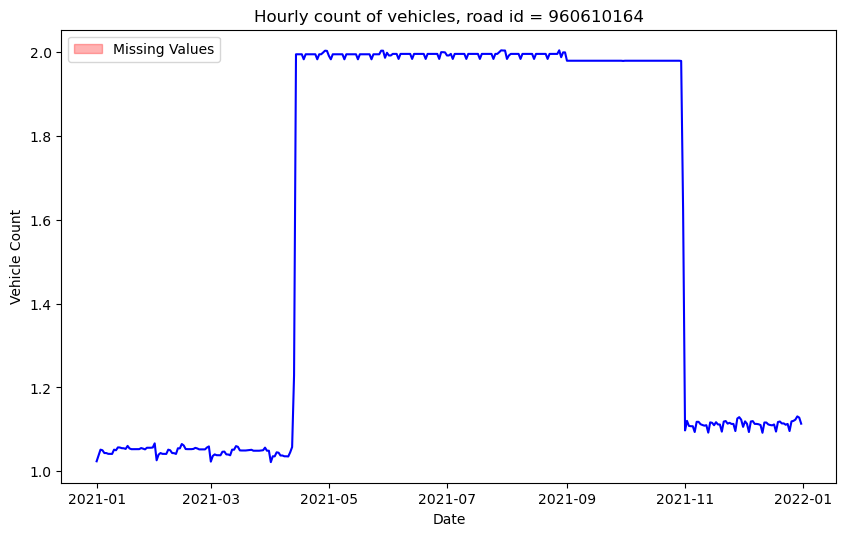 Hourly count of vehicles, road id = 960610164
Missing Values
2.0
1.8
1.6
1.4
1.2
1.0
Vehicle Count
2021-01 2021-03 2021-05 2021-07 2021-09 2021-11 2022-01
Date